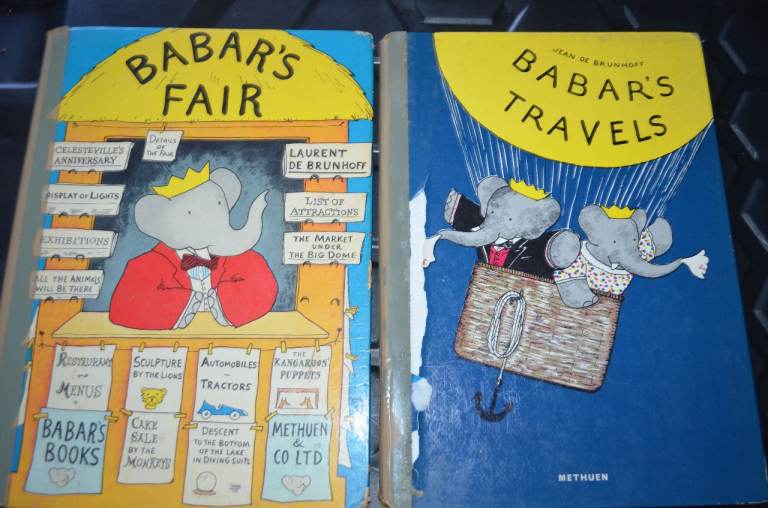 BABAR'S
FAIR
CELESTEVILLE'S
ANNIVERSARY
DETAILS
OF THE FAIR
LAURENT
DE BRUNHOFF
DISPLAY OF LIGHTS
LIST OF
ATTRACTIONS
EXHIBITIONS
THE MARKET
UNDER
THE BIG DOME
ALL THE ANIMALS
WILL BE THERE
RESTAURANT
MENUS
SCULPTURE
BY THE LIONS
AUTOMOBILES
-
TRACTORS
THE
KANGAROOS'
PUPPETS
BABAR'S
BOOKS
CAKE
SALE
BY THE
MONKEYS
DESCENT
TO THE BOTTOM
OF THE LAKE
IN DIVING SUITS
METHUEN
&
CO LTD
JEAN DE BRUNHOFF
BABAR'S
TRAVELS
METHUEN